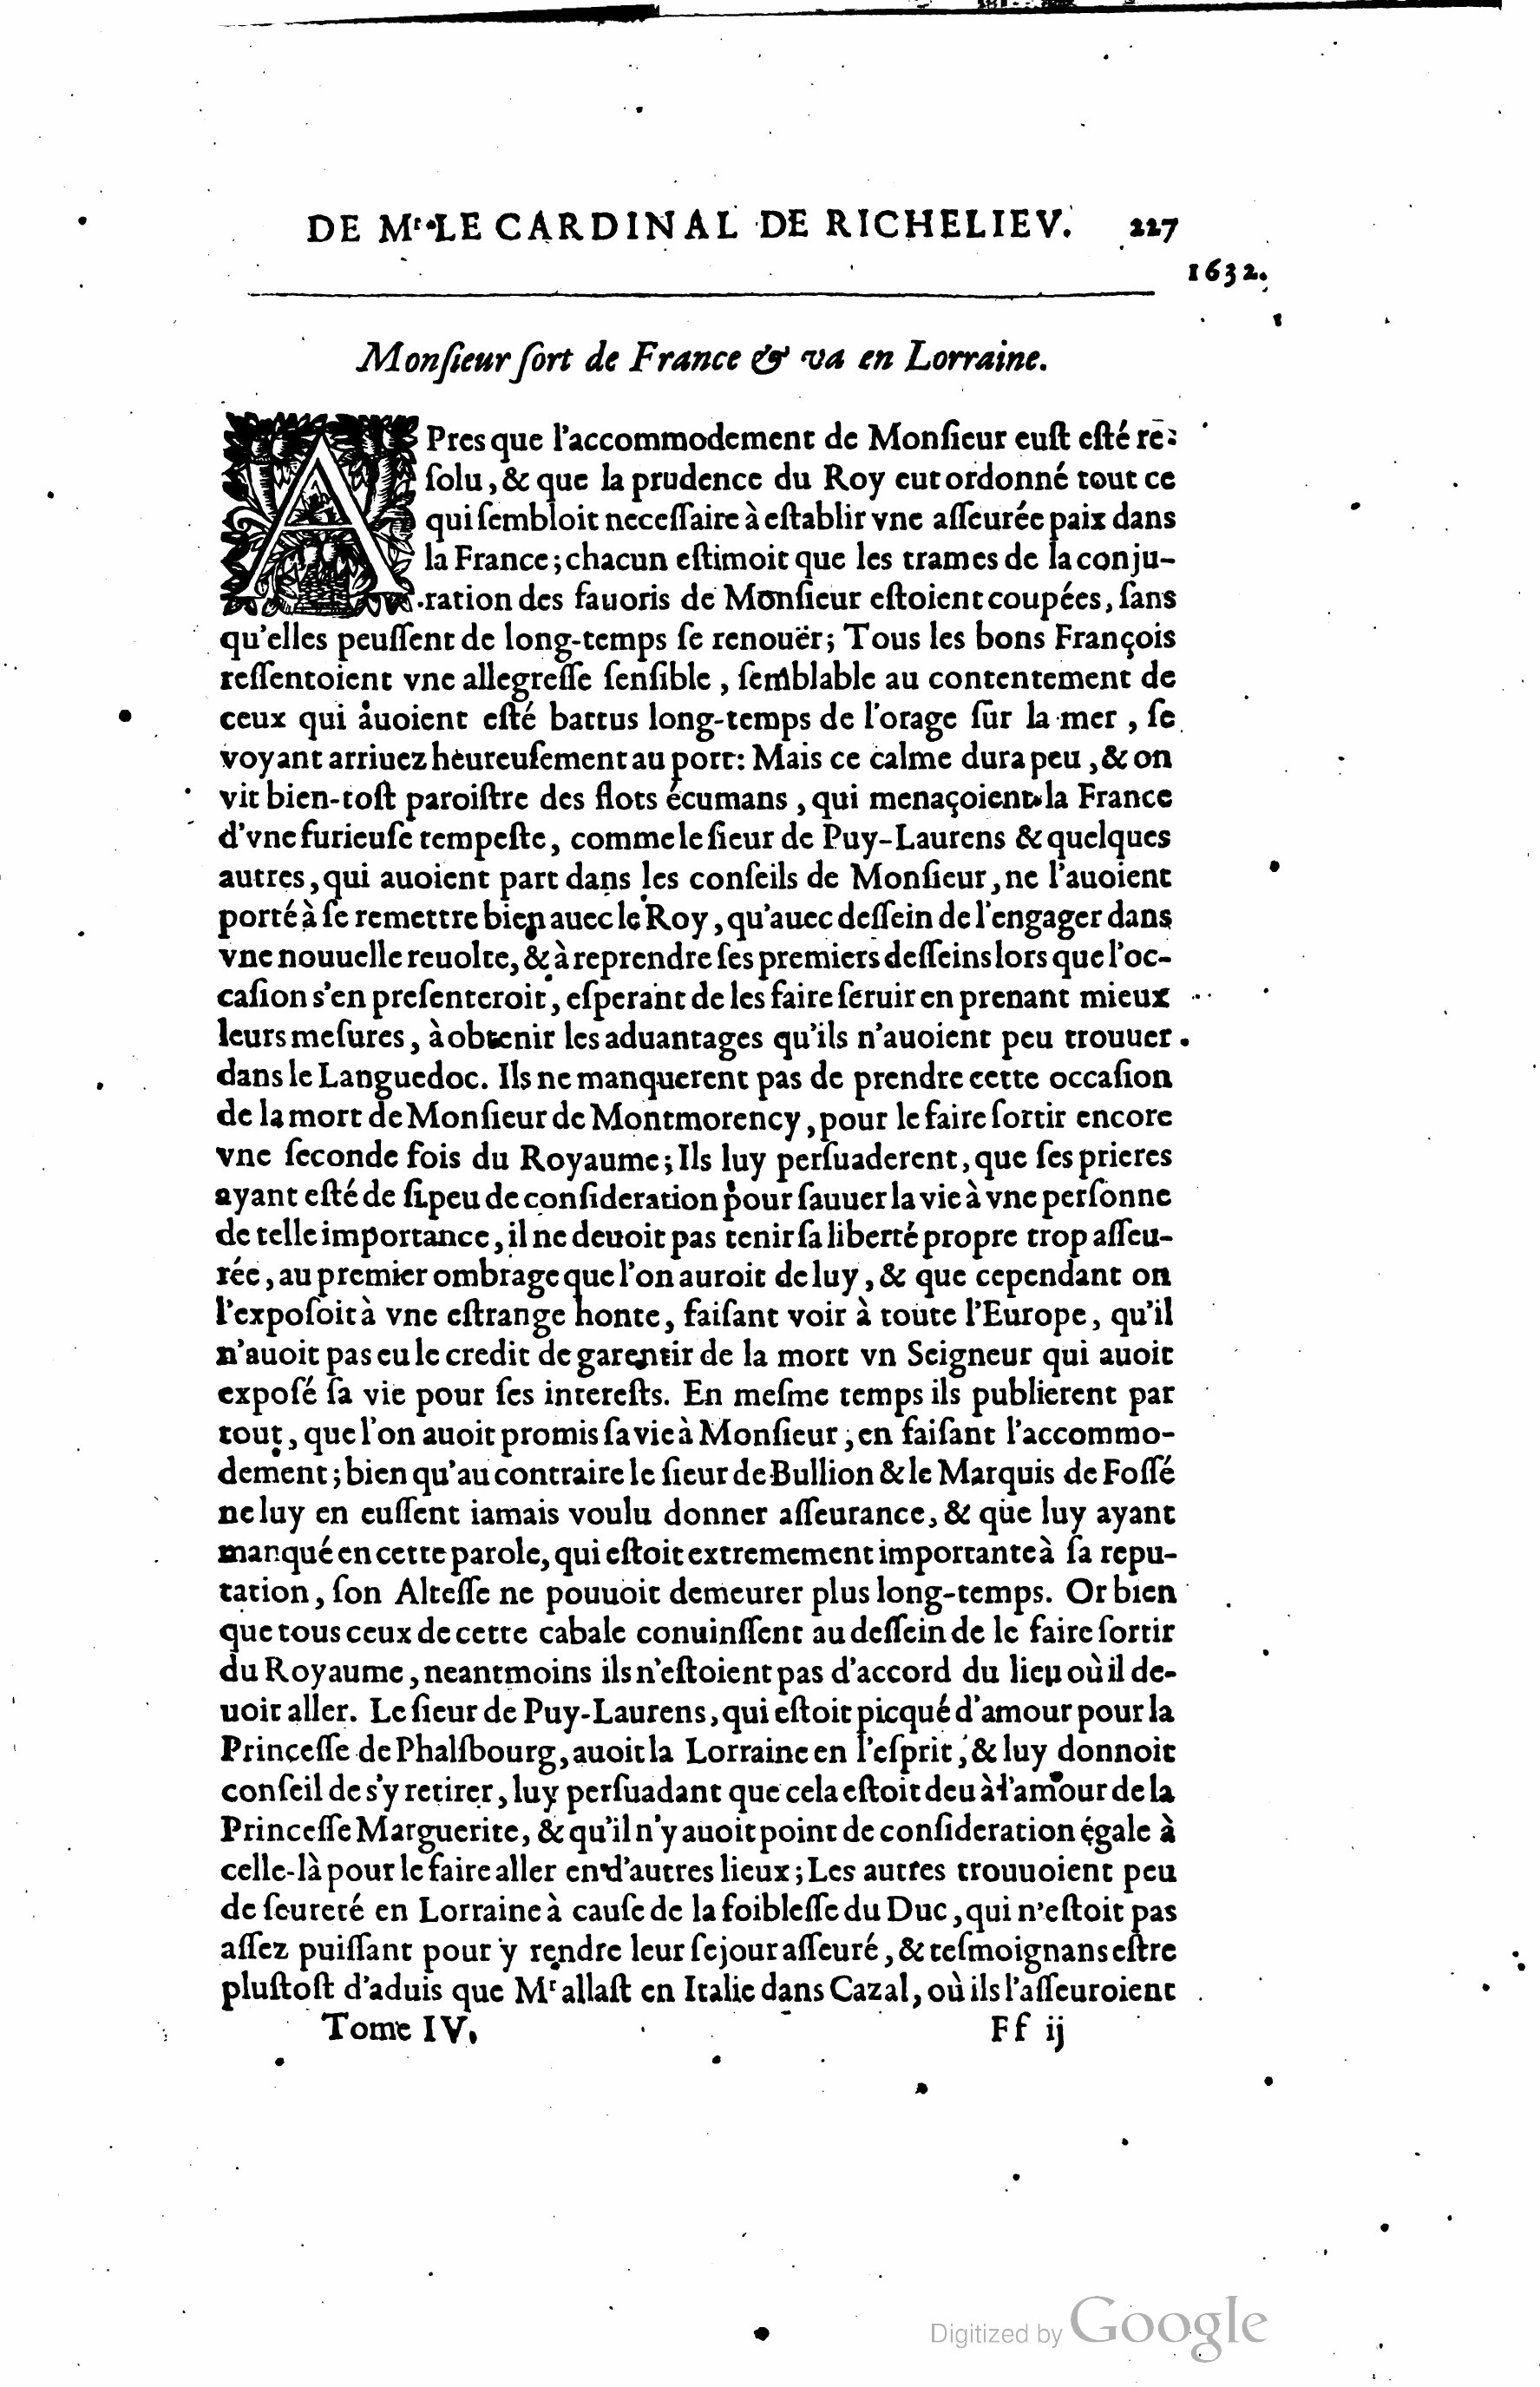 DE Mr. LE CARDINAL DE RICHELIEV. 227
1632.
Monſieur ſort de France & va en Lorraine.
APres que l'accommodement de Monſieur euſt eſté re-
ſolu, & que la prudence du Roy eut ordonné tout ce
qui ſembloit neceſſaire à eſtablir vne aſſeurée paix dans
la France; chacun eſtimoit que les trames de la conju-
ration des fauoris de Monſieur eſtoient coupées, ſans
qu'elles peuſſent de long-temps ſe renouër; Tous les bons François
reſſentoient vne allegreſſe ſenſible, ſemblable au contentement de
ceux qui auoient eſté battus long-temps de l'orage ſur la mer, ſe
voyant arriuez heureuſement au port: Mais ce calme dura peu, & on
vit bien-toſt paroiſtre des flots écumans, qui menaçoient la France
d'vne furieuſe tempeſte, comme le ſieur de Puy-Laurens & quelques
autres, qui auoient part dans les conſeils de Monſieur, ne l'auoient
porté à ſe remettre bien auec le Roy, qu'auec deſſein de l'engager dans
vne nouuelle reuolte, & à reprendre ſes premiers deſſeins lors que l'oc-
caſion s'en preſenteroit, eſperant de les faire ſeruir en prenant mieux
leurs meſures, à obtenir les aduantages qu'ils n'auoient peu trouuer
dans le Languedoc. Ils ne manquerent pas de prendre cette occaſion
de la mort de Monſieur de Montmorency, pour le faire ſortir encore
vne ſeconde fois du Royaume; Ils luy perſuaderent, que ſes prieres
ayant eſté de ſi peu de conſideration pour ſauuer la vie à vne perſonne
de telle importance, il ne deuoit pas tenir ſa liberté propre trop aſſeu-
rée, au premier ombrage que l'on auroit de luy, & que cependant on
l'expoſoit à vne eſtrange honte, faiſant voir à toute l'Europe, qu'il
n'auoit pas eu le credit de garentir de la mort vn Seigneur qui auoit
expoſé ſa vie pour ſes intereſts. En meſme temps ils publierent par
tout, que l'on auoit promis ſa vie à Monſieur, en faiſant l'accommo-
dement; bien qu'au contraire le ſieur de Bullion & le Marquis de Foſſé
ne luy en euſſent iamais voulu donner aſſeurance, & que luy ayant
manqué en cette parole, qui eſtoit extremement importante à ſa repu-
tation, ſon Alteſſe ne pouuoit demeurer plus long-temps. Or bien
que tous ceux de cette cabale conuinſſent au deſſein de le faire ſortir
du Royaume, neantmoins ils n'eſtoient pas d'accord du lieu où il de-
uoit aller. Le ſieur de Puy-Laurens, qui eſtoit picqué d'amour pour la
Princeſſe de Phalſbourg, auoit la Lorraine en l'eſprit, & luy donnoit
conſeil de s'y retirer, luy perſuadant que cela eſtoit deu à l'amour de la
Princeſſe Marguerite, & qu'il n'y auoit point de conſideration égale à
celle-là pour le faire aller en d'autres lieux; Les autres trouuoient peu
de ſeureté en Lorraine à cauſe de la foibleſſe du Duc, qui n'eſtoit pas
aſſez puiſſant pour y rendre leur ſejour aſſeuré, & teſmoignans eſtre
pluſtoſt d'aduis que Mr allaſt en Italie dans Cazal, où ils l'aſſeuroient
Tome IV. Ff ij
Digitized by Google